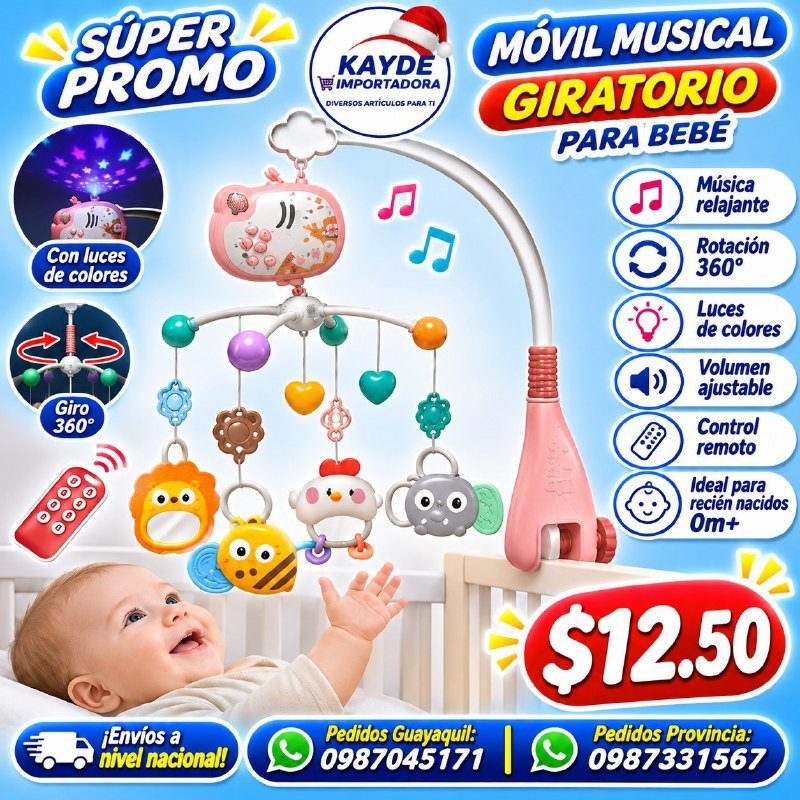 SÚPER
PROMO
KAYDE
IMPORTADORA
DIVERSOS ARTÍCULOS PARA TI
MÓVIL MUSICAL
GIRATORIO
PARA BEBÉ
Con luces
de colores
Giro
360°
Música
relajante
Rotación
360°
Luces
de colores
Volumen
ajustable
Control
remoto
Ideal para
recién nacidos
0m+
$12.50
¡Envíos a
nivel nacional!
Pedidos Guayaquil:
0987045171
Pedidos Provincia:
0987331567